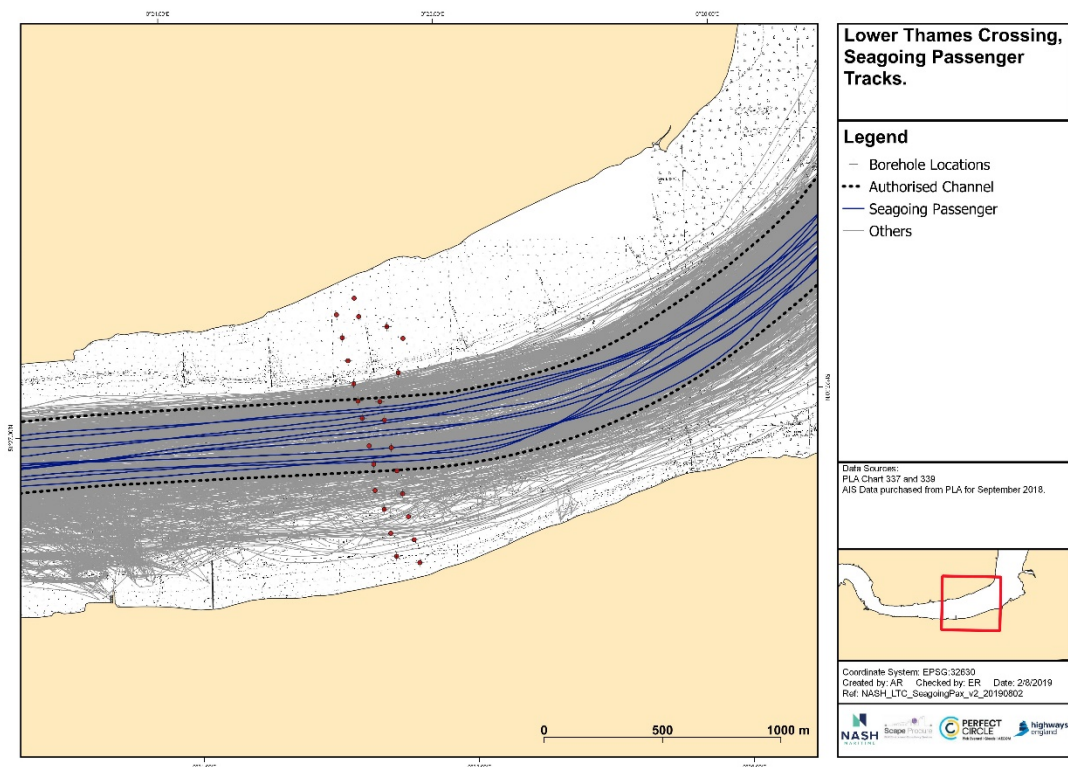 Lower Thames Crossing,
Seagoing Passenger
Tracks.
Legend
Borehole Locations
Authorised Channel
Seagoing Passenger
Others
Data Sources:
PLA Chart 337 and 339
AIS Data purchased from PLA for September 2018.
0 500 1000 m
Coordinate System: EPSG:32630
Created by: AR Checked by: ER Date: 2/8/2019
Ref: NASH_LTC_SeagoingPax_v2_20190802
NASH
MARITIME
Scape Procure
PERFECT
CIRCLE
highways
england